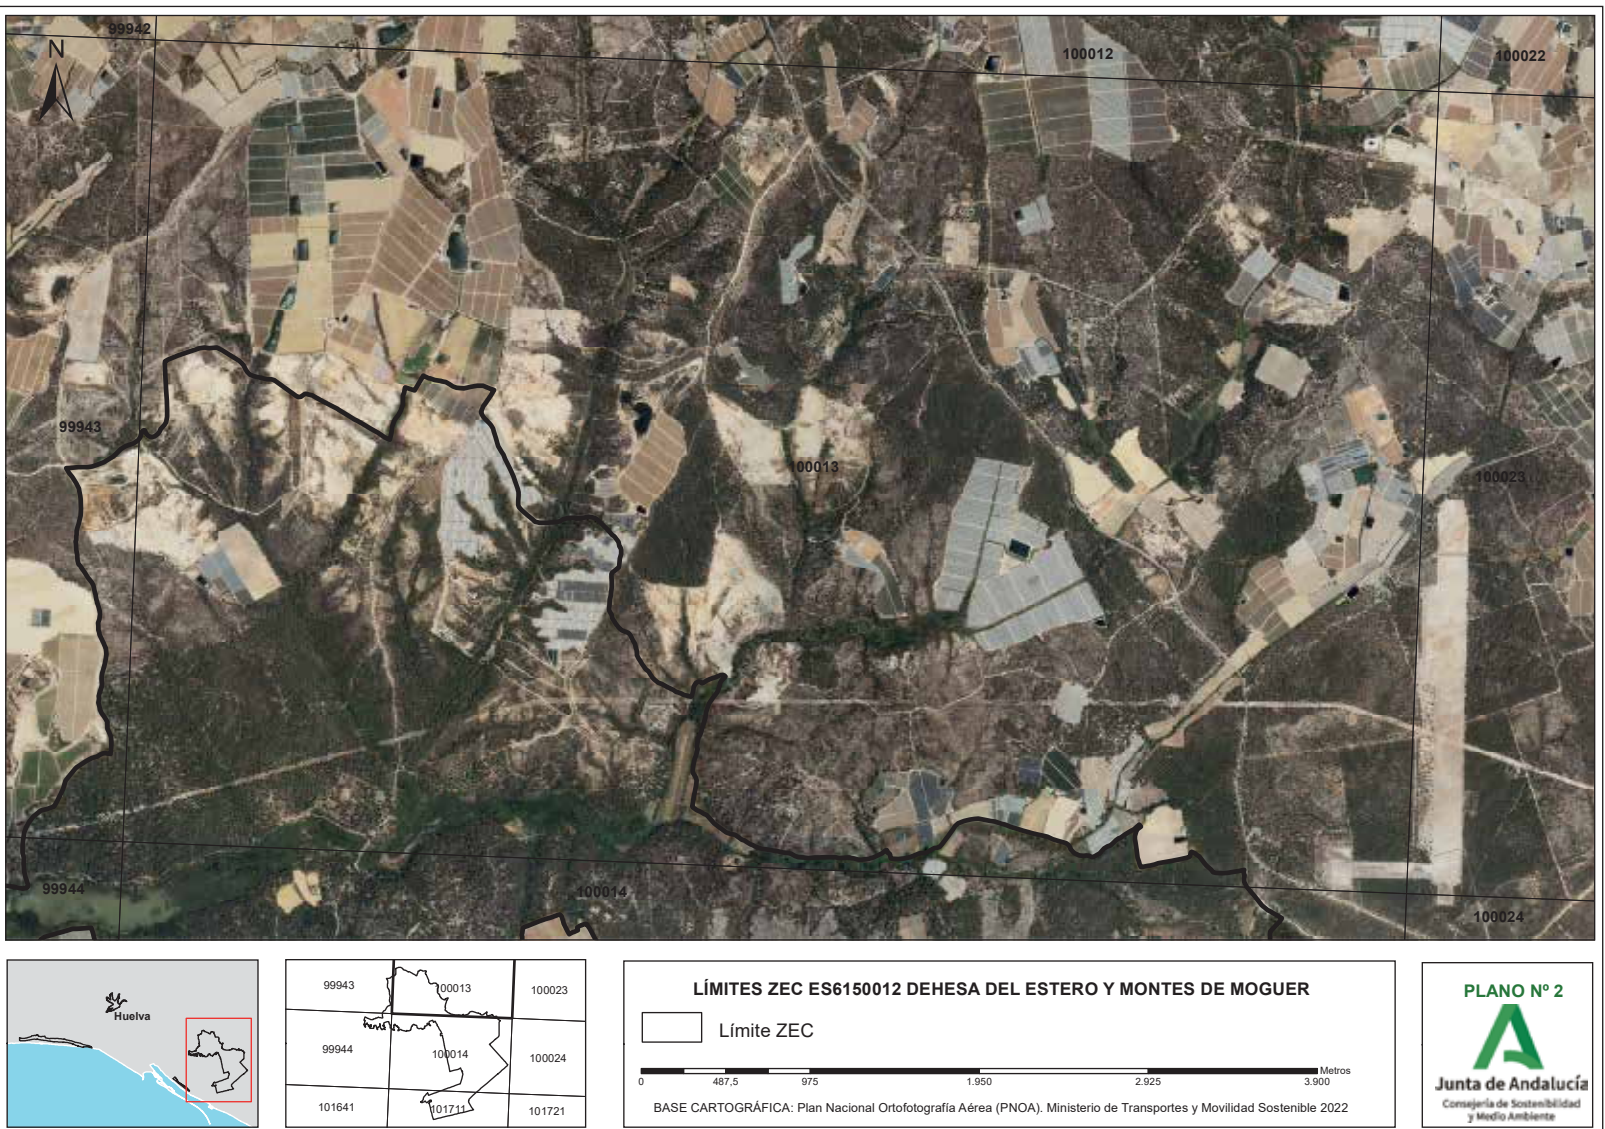 99942
N
100012
100022
99943
100013
100023
99944
100014
100024
Huelva
99943
100013
100023
99944
100014
100024
101641
101711
101721
LÍMITES ZEC ES6150012 DEHESA DEL ESTERO Y MONTES DE MOGUER
Límite ZEC
Metros
0 487,5 975 1.950 2.925 3.900
BASE CARTOGRÁFICA: Plan Nacional Ortofotografía Aérea (PNOA). Ministerio de Transportes y Movilidad Sostenible 2022
PLANO Nº 2
Junta de Andalucía
Consejería de Sostenibilidad
y Medio Ambiente